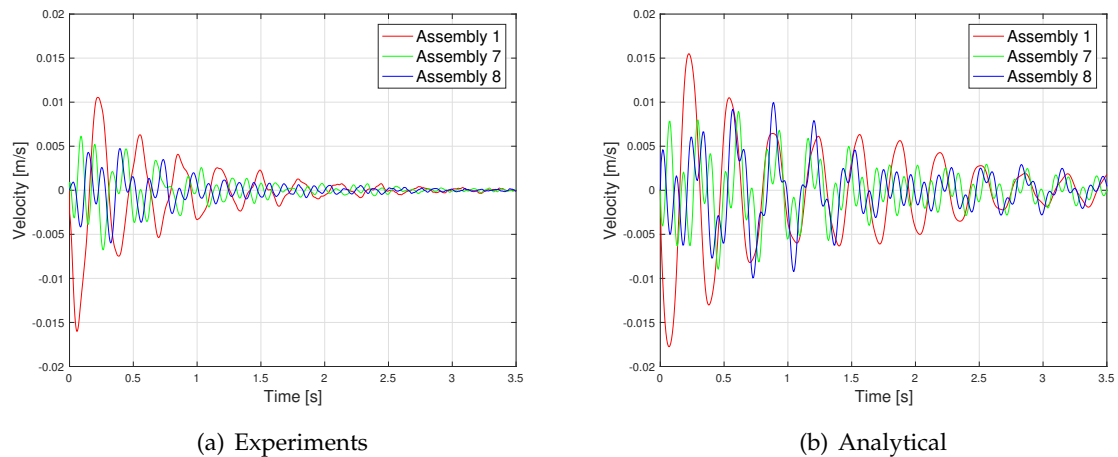 0.02
0.015
0.01
0.005
0
-0.005
-0.01
-0.015
-0.02
Velocity [m/s]
0 0.5 1 1.5 2 2.5 3 3.5
Time [s]
Assembly 1
Assembly 7
Assembly 8
(a) Experiments
0.02
0.015
0.01
0.005
0
-0.005
-0.01
-0.015
-0.02
Velocity [m/s]
0 0.5 1 1.5 2 2.5 3 3.5
Time [s]
Assembly 1
Assembly 7
Assembly 8
(b) Analytical